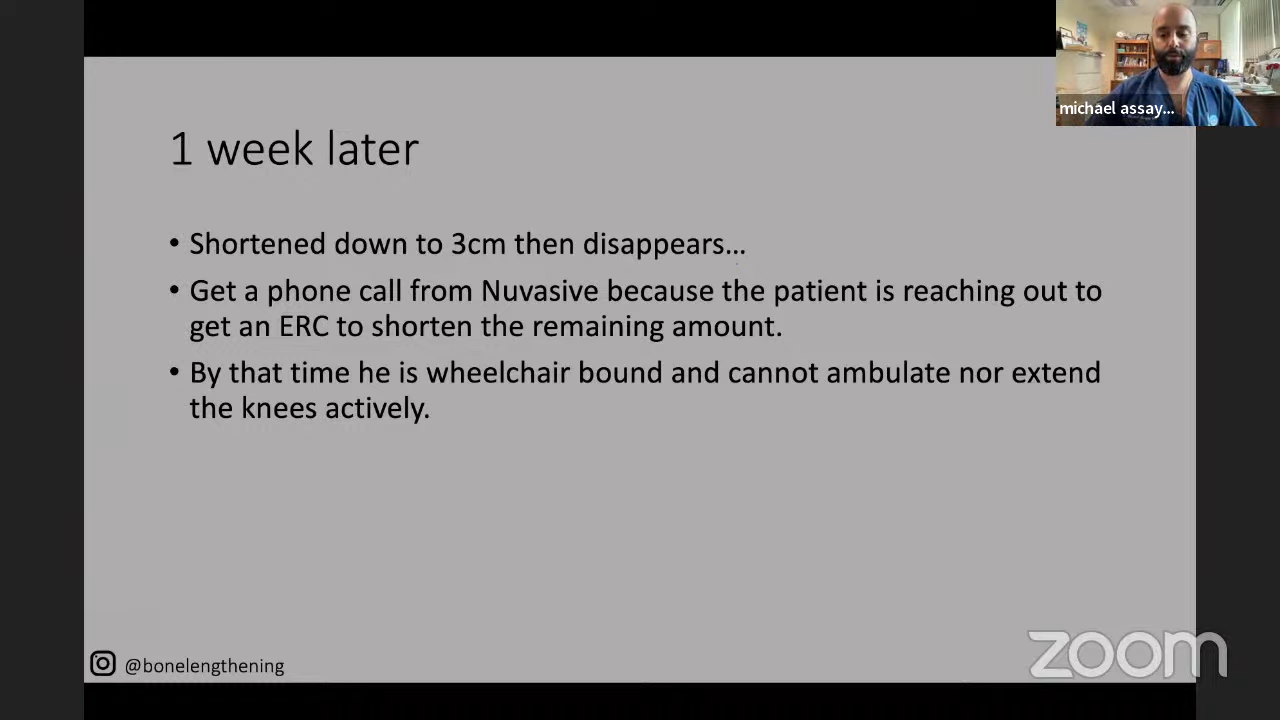 michael assay...
1 week later
• Shortened down to 3cm then disappears...
• Get a phone call from Nuvasive because the patient is reaching out to
get an ERC to shorten the remaining amount.
• By that time he is wheelchair bound and cannot ambulate nor extend
the knees actively.
@bonelengthening
zoom